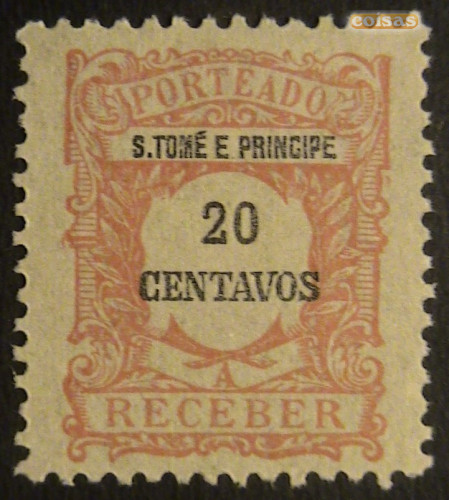 coisas
PORTEADO
S.TOMÉ E PRINCIPE
20
CENTAVOS
A
RECEBER